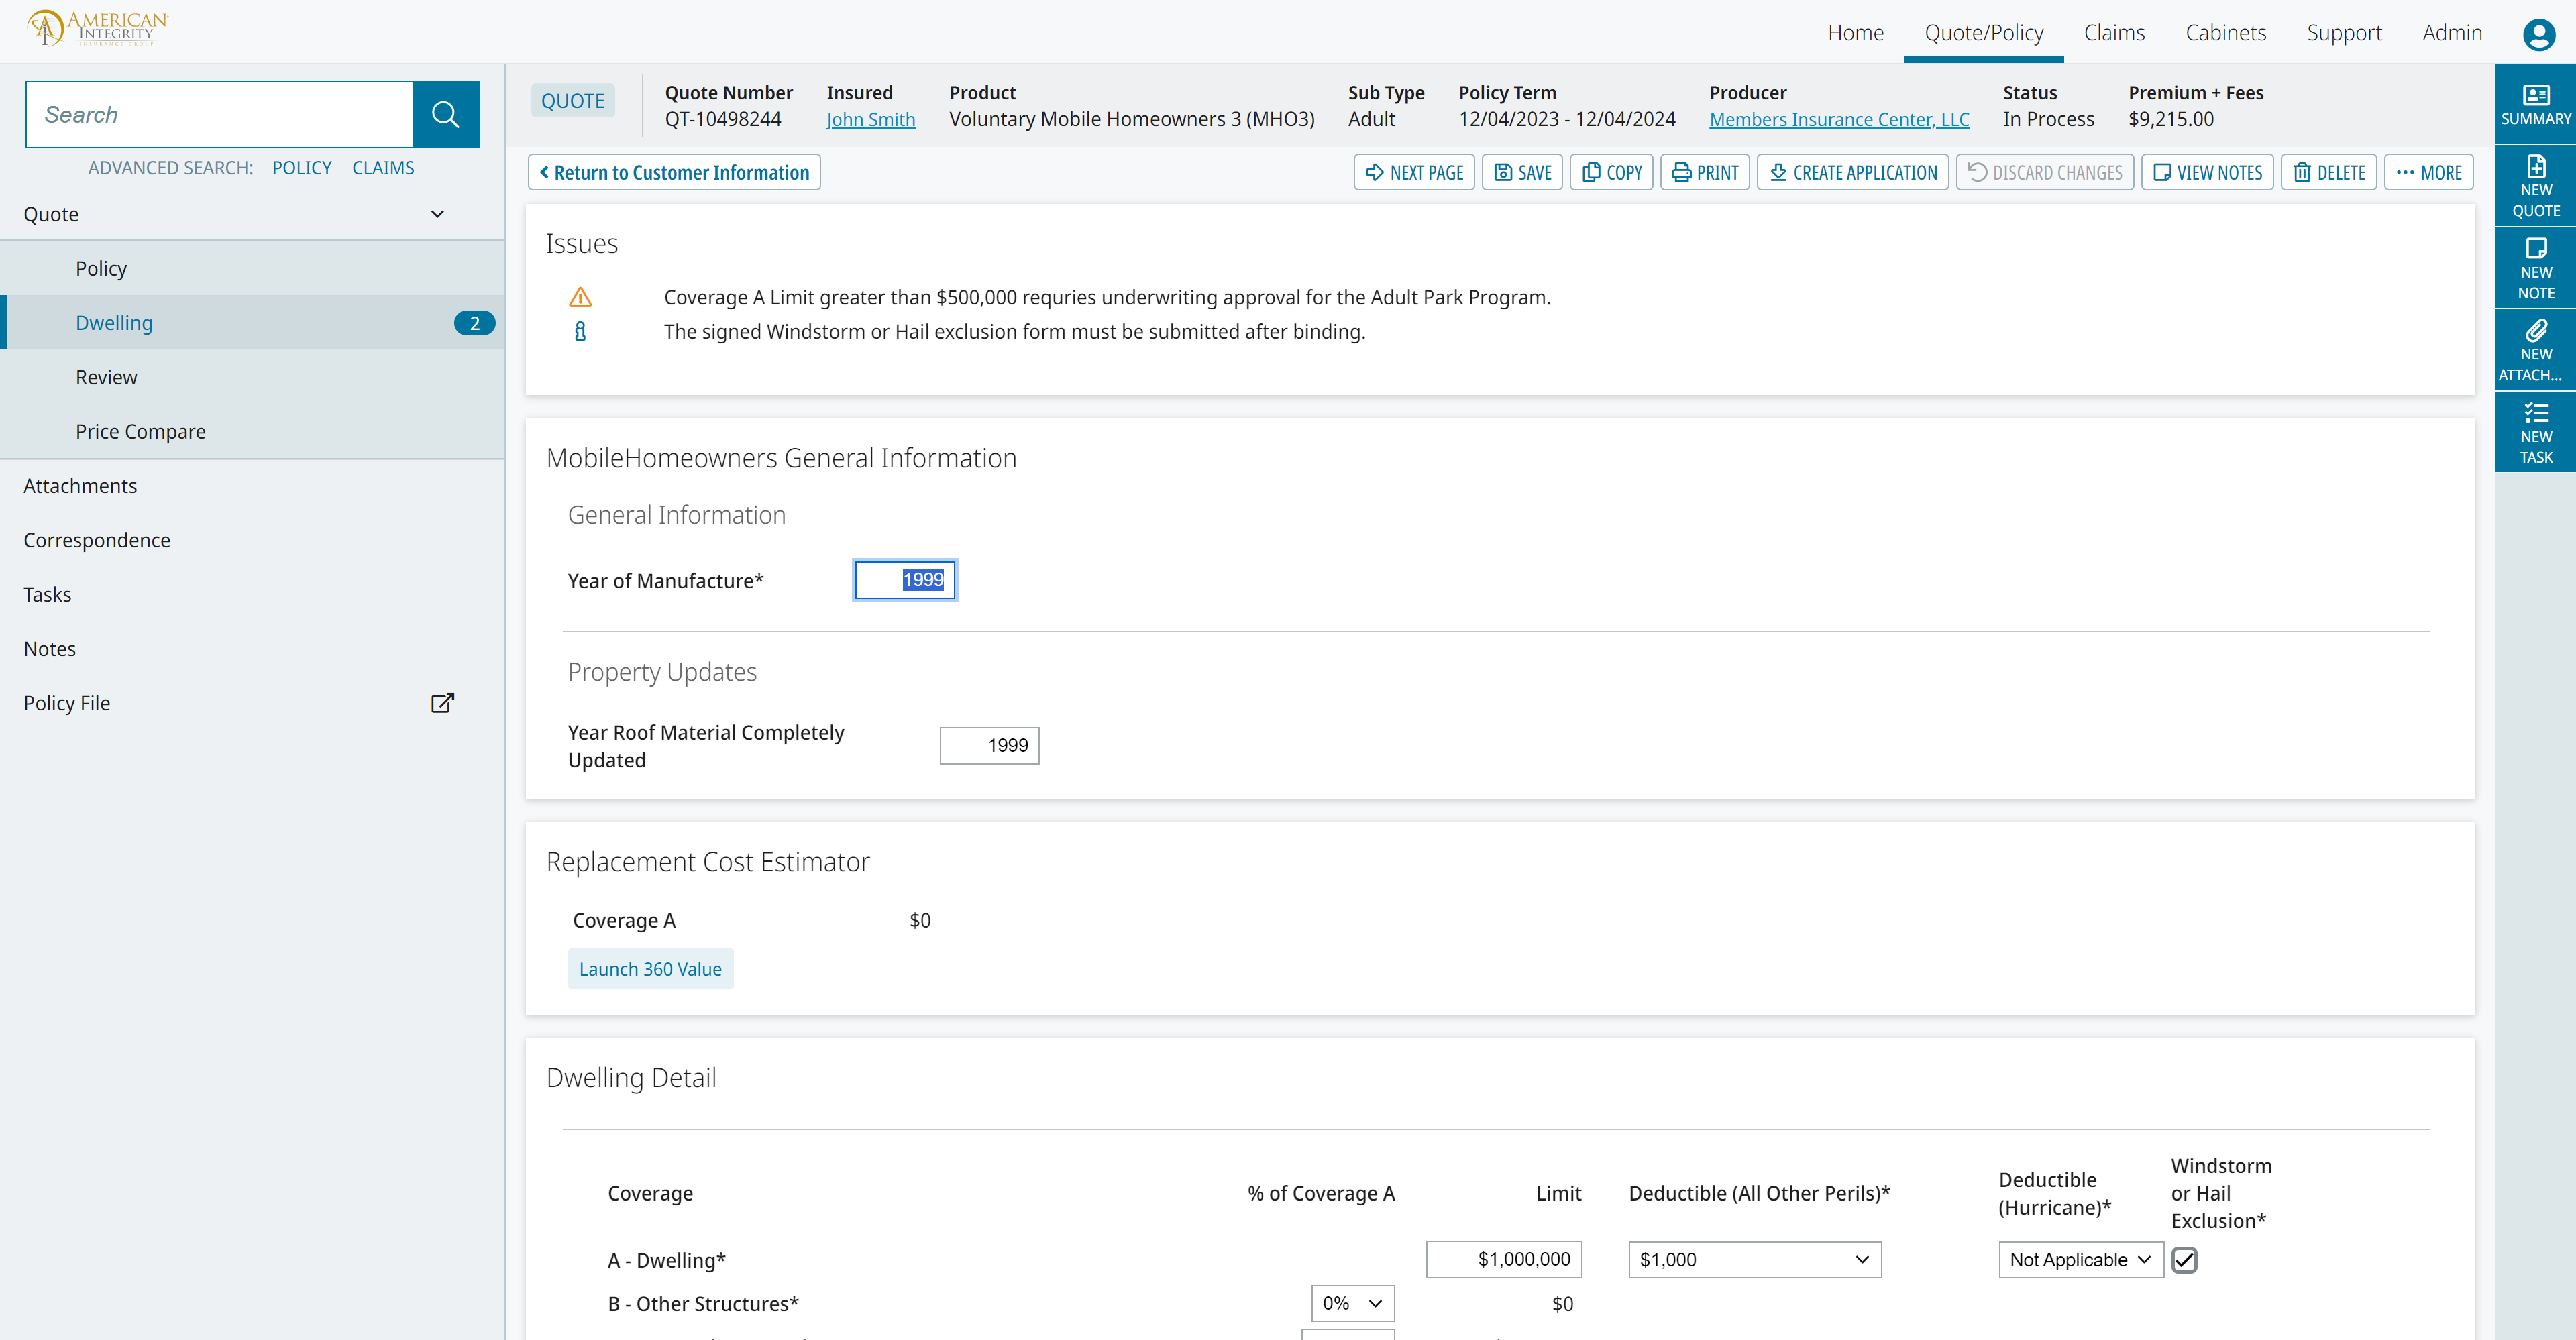 AMERICAN
INTEGRITY
INSURANCE GROUP
Home Quote/Policy Claims Cabinets Support Admin
Search
ADVANCED SEARCH: POLICY CLAIMS
Quote
Policy
Dwelling 2
Review
Price Compare
Attachments
Correspondence
Tasks
Notes
Policy File
QUOTE
Quote Number Insured Product Sub Type Policy Term Producer Status Premium + Fees
QT-10498244 John Smith Voluntary Mobile Homeowners 3 (MHO3) Adult 12/04/2023 - 12/04/2024 Members Insurance Center, LLC In Process $9,215.00
Return to Customer Information NEXT PAGE SAVE COPY PRINT CREATE APPLICATION DISCARD CHANGES VIEW NOTES DELETE MORE
Issues
Coverage A Limit greater than $500,000 requries underwriting approval for the Adult Park Program.
The signed Windstorm or Hail exclusion form must be submitted after binding.
MobileHomeowners General Information
General Information
Year of Manufacture* 1999
Property Updates
Year Roof Material Completely
Updated 1999
Replacement Cost Estimator
Coverage A $0
Launch 360 Value
Dwelling Detail
Coverage % of Coverage A Limit Deductible (All Other Perils)*
Deductible
(Hurricane)*
Windstorm
or Hail
Exclusion*
A - Dwelling* $1,000,000 $1,000 Not Applicable
B - Other Structures* 0% $0
SUMMARY
NEW
QUOTE
NEW
NOTE
NEW
ATTACH...
NEW
TASK